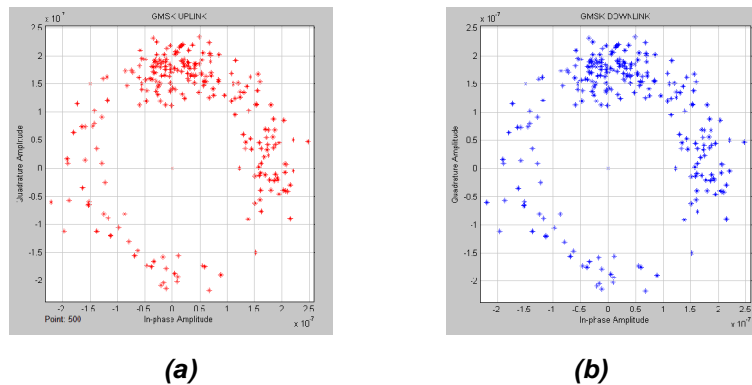 GMSK UPLINK
x 10⁻⁷
2.5
2
1.5
1
0.5
0
-0.5
-1
-1.5
-2
Quadrature Amplitude
-2 -1.5 -1 -0.5 0 0.5 1 1.5 2 2.5
In-phase Amplitude
x 10⁻⁷
Point: 500
(a)
GMSK DOWNLINK
x 10⁻⁷
2.5
2
1.5
1
0.5
0
-0.5
-1
-1.5
-2
Quadrature Amplitude
-2 -1.5 -1 -0.5 0 0.5 1 1.5 2 2.5
In-phase Amplitude
x 10⁻⁷
(b)